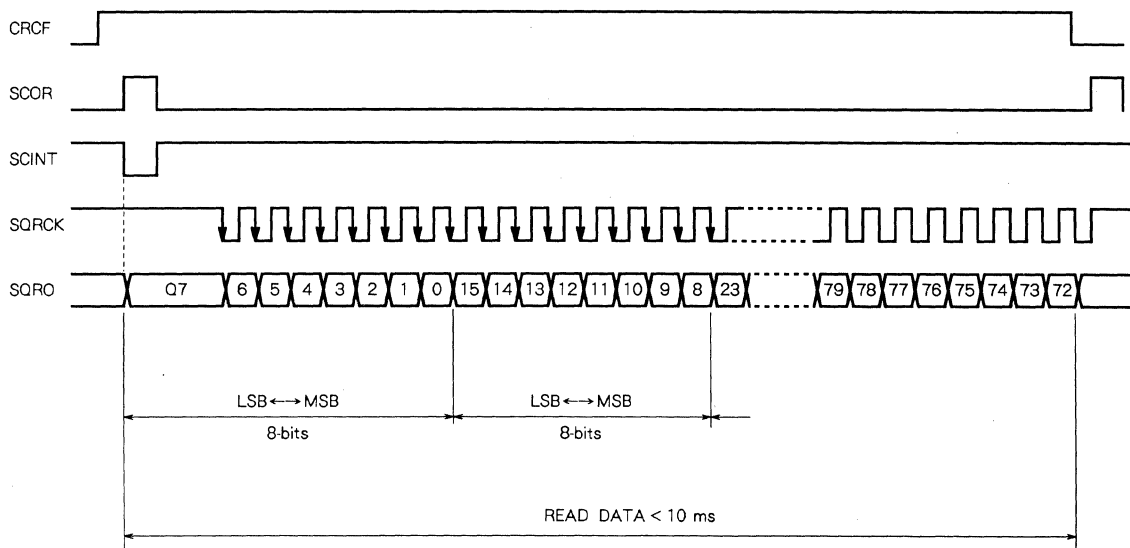 CRCF
SCOR
SCINT
SQRCK
SQRO Q7 6 5 4 3 2 1 0 15 14 13 12 11 10 9 8 23 79 78 77 76 75 74 73 72
LSB ←→ MSB LSB ←→ MSB
8-bits 8-bits
READ DATA < 10 ms